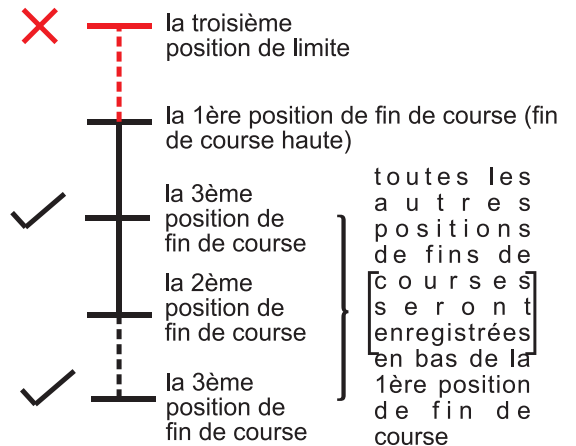 la troisième
position de limite
la 1ère position de fin de course (fin
de course haute)
la 3ème
position de
fin de course
la 2ème
position de
fin de course
la 3ème
position de
fin de course
toutes les
autres
positions
de fins de
courses
seront
enregistrées
en bas de la
1ère position
de fin de
course